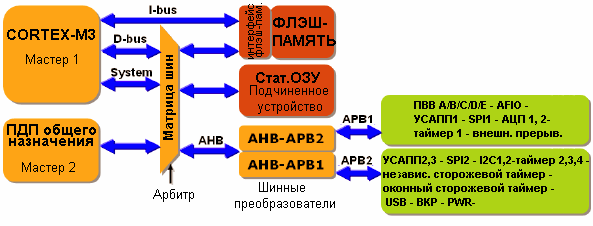 I-bus
CORTEX-M3
Мастер 1
D-bus
System
Матрица шин
интерфейс
флэш-пам.
ФЛЭШ-
ПАМЯТЬ
Стат.ОЗУ
Подчиненное
устройство
ПДП общего
назначения
Мастер 2
AHB
Арбитр
AHB-APB2
AHB-APB1
Шинные
преобразователи
APB1
ПВВ A/B/C/D/E - AFIO -
УСАПП1 - SPI1 - АЦП 1, 2-
таймер 1 - внешн. прерыв.
APB2
УСАПП2,3 - SPI2 - I2C1,2-таймер 2,3,4 -
независ. сторожевой таймер -
оконный сторожевой таймер -
USB - BKP - PWR-